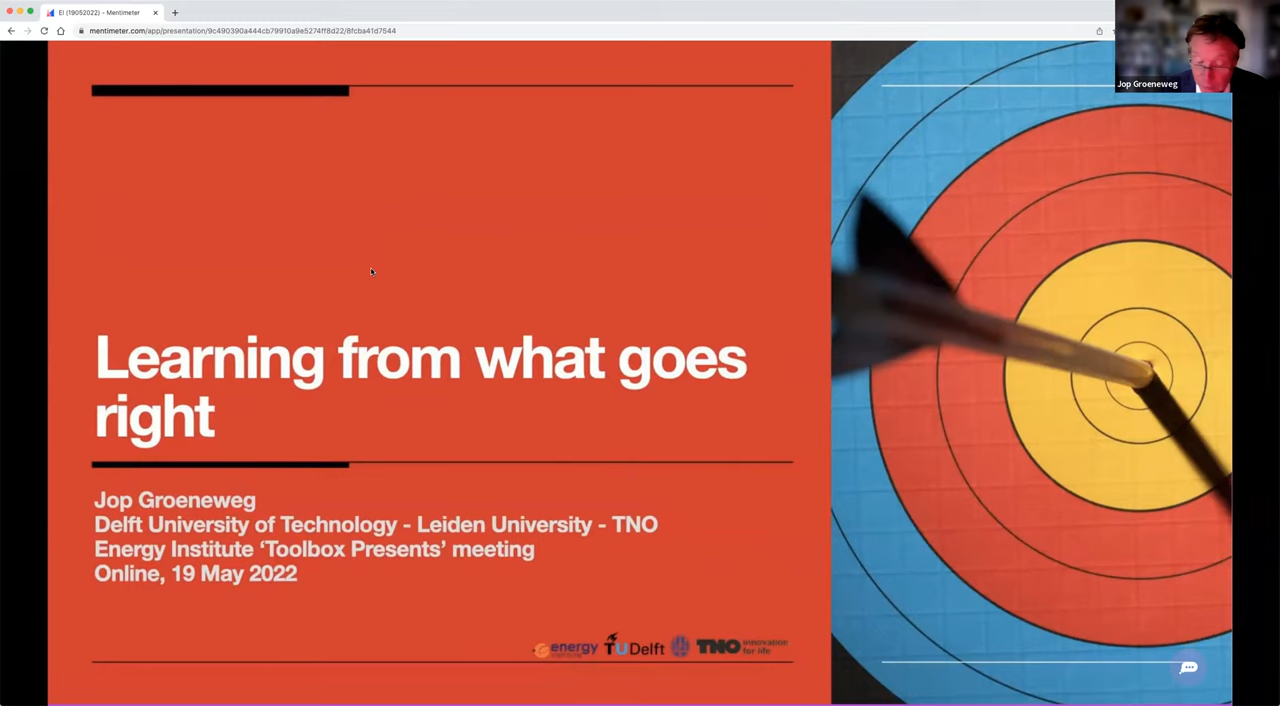 EI (19052022) - Mentimeter
mentimeter.com/app/presentation/9c490390a444cb79910a9e5274ff8d22/8fcba41d7544
Jop Groeneweg
Learning from what goes
right
Jop Groeneweg
Delft University of Technology - Leiden University - TNO
Energy Institute ‘Toolbox Presents’ meeting
Online, 19 May 2022
energy
TU Delft
TNO innovation
for life